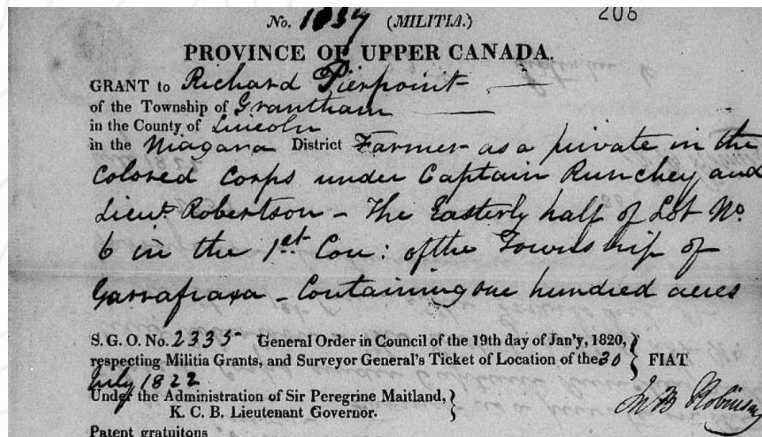 No. 1037 (MILITIA.) 206
PROVINCE OF UPPER CANADA.
GRANT to Richard Pierpoint
of the Township of Grantham
in the County of Lincoln
in the Niagara District Farmer as a private in the
Colored Corps under Captain Runchey and
Lieut. Robertson - The Easterly half of Lot No.
6 in the 1st Con: of the Township of
Garrafraxa - Containing one hundred acres
S. G. O. No. 2335 General Order in Council of the 19th day of Jan'y, 1820,
respecting Militia Grants, and Surveyor General's Ticket of Location of the 30 } FIAT
July 1822
Under the Administration of Sir Peregrine Maitland, }
K. C. B. Lieutenant Governor. Jn B Robinson
Patent gratuitous